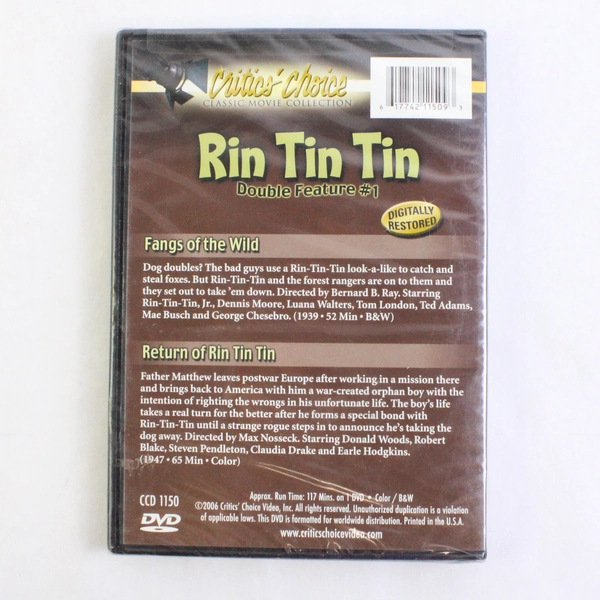 Critics' Choice
CLASSIC MOVIE COLLECTION
6 17742 11509 3
Rin Tin Tin
Double Feature #1
DIGITALLY
RESTORED
Fangs of the Wild
Dog doubles? The bad guys use a Rin-Tin-Tin look-a-like to catch and
steal foxes. But Rin-Tin-Tin and the forest rangers are on to them and
they set out to take 'em down. Directed by Bernard B. Ray. Starring
Rin-Tin-Tin, Jr., Dennis Moore, Luana Walters, Tom London, Ted Adams,
Mae Busch and George Chesebro. (1939 • 52 Min • B&W)
Return of Rin Tin Tin
Father Matthew leaves postwar Europe after working in a mission there
and brings back to America with him a war-created orphan boy with the
intention of righting the wrongs in his unfortunate life. The boy's life
takes a real turn for the better after he forms a special bond with
Rin-Tin-Tin until a strange rogue steps in to announce he's taking the
dog away. Directed by Max Nosseck. Starring Donald Woods, Robert
Blake, Steven Pendleton, Claudia Drake and Earle Hodgkins.
(1947 • 65 Min • Color)
CCD 1150
DVD
Approx. Run Time: 117 Mins. on 1 DVD • Color / B&W
©2006 Critics' Choice Video, Inc. All rights reserved. Unauthorized duplication is a violation
of applicable laws. This DVD is formatted for worldwide distribution. Printed in the U.S.A.
www.criticschoicevideo.com